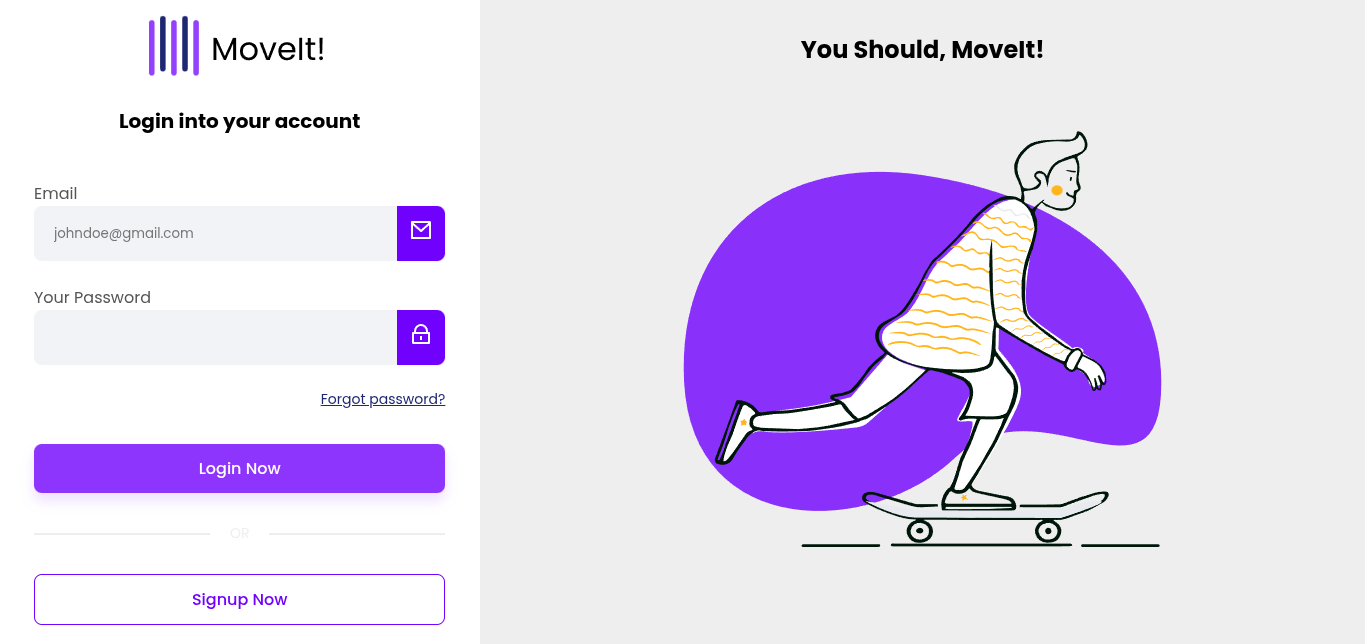 MoveIt!
Login into your account
Email
johndoe@gmail.com
Your Password
Forgot password?
Login Now
OR
Signup Now
You Should, MoveIt!